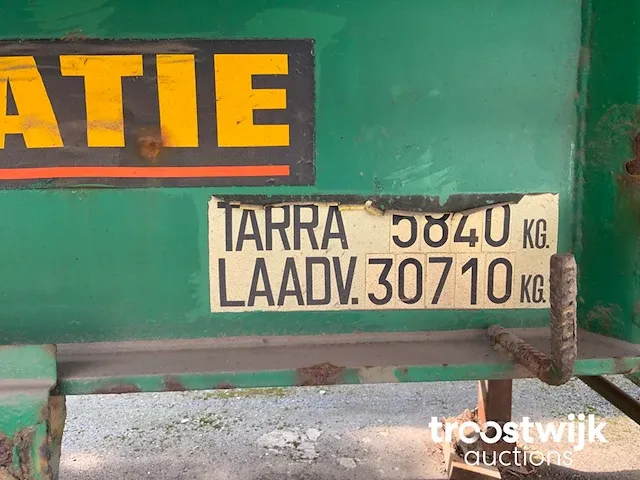 ATIE
TARRA 5840 KG.
LAADV. 30710 KG.
troostwijk
auctions